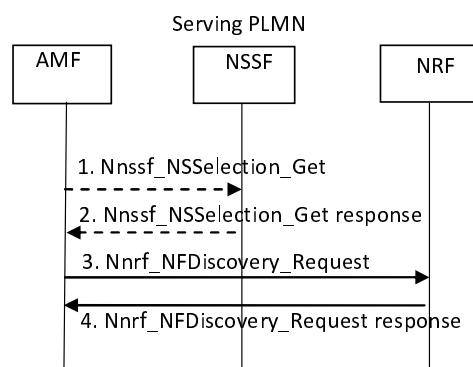 Serving PLMN
AMF
NSSF
NRF
1. Nnssf_NSSelection_Get
2. Nnssf_NSSelection_Get response
3. Nnrf_NFDiscovery_Request
4. Nnrf_NFDiscovery_Request response